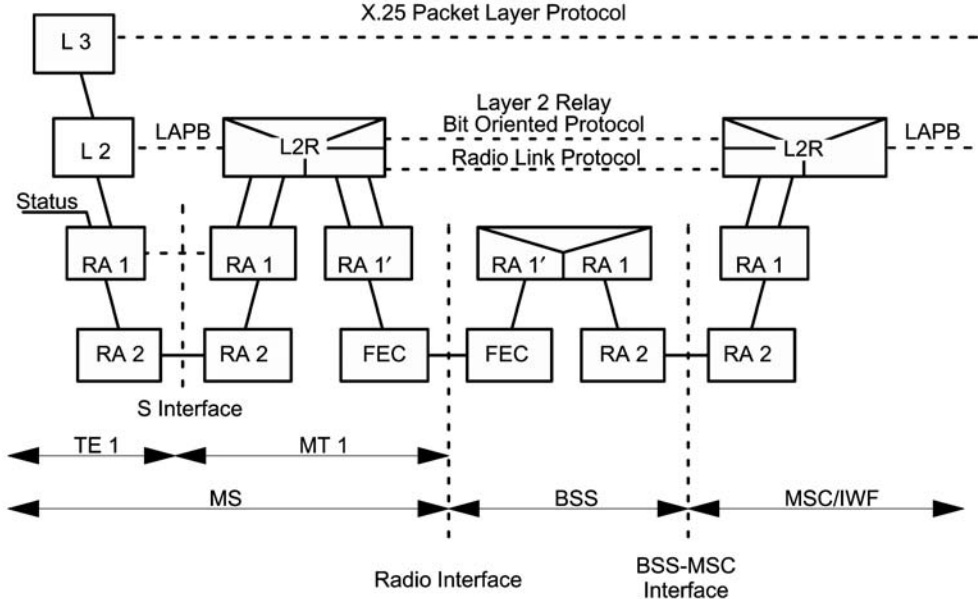 X.25 Packet Layer Protocol
L 3
Layer 2 Relay
Bit Oriented Protocol
L 2
LAPB
L2R
Radio Link Protocol
L2R
LAPB
Status
RA 1
RA 1
RA 1′
RA 1′
RA 1
RA 1
RA 2
RA 2
FEC
FEC
RA 2
RA 2
S Interface
TE 1
MT 1
MS
BSS
MSC/IWF
Radio Interface
BSS-MSC
Interface